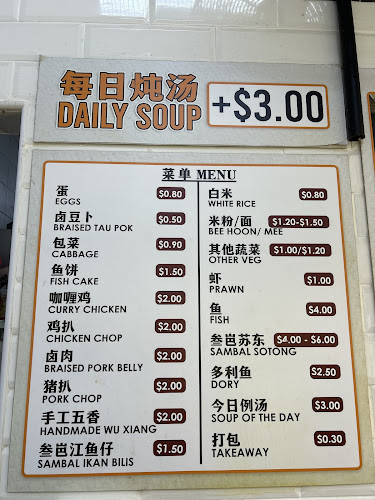 每日炖汤
DAILY SOUP
+$3.00
菜单 MENU
蛋 $0.80
EGGS
卤豆卜 $0.50
BRAISED TAU POK
包菜 $0.90
CABBAGE
鱼饼 $1.50
FISH CAKE
咖喱鸡 $2.00
CURRY CHICKEN
鸡扒 $2.00
CHICKEN CHOP
卤肉 $2.00
BRAISED PORK BELLY
猪扒 $2.00
PORK CHOP
手工五香 $2.00
HANDMADE WU XIANG
叁峇江鱼仔 $1.50
SAMBAL IKAN BILIS
白米 $0.80
WHITE RICE
米粉/面 $1.20-$1.50
BEE HOON/ MEE
其他蔬菜 $1.00/$1.20
OTHER VEG
虾 $1.00
PRAWN
鱼 $4.00
FISH
叁峇苏东 $4.00 - $6.00
SAMBAL SOTONG
多利鱼 $2.50
DORY
今日例汤 $3.00
SOUP OF THE DAY
打包 $0.30
TAKEAWAY